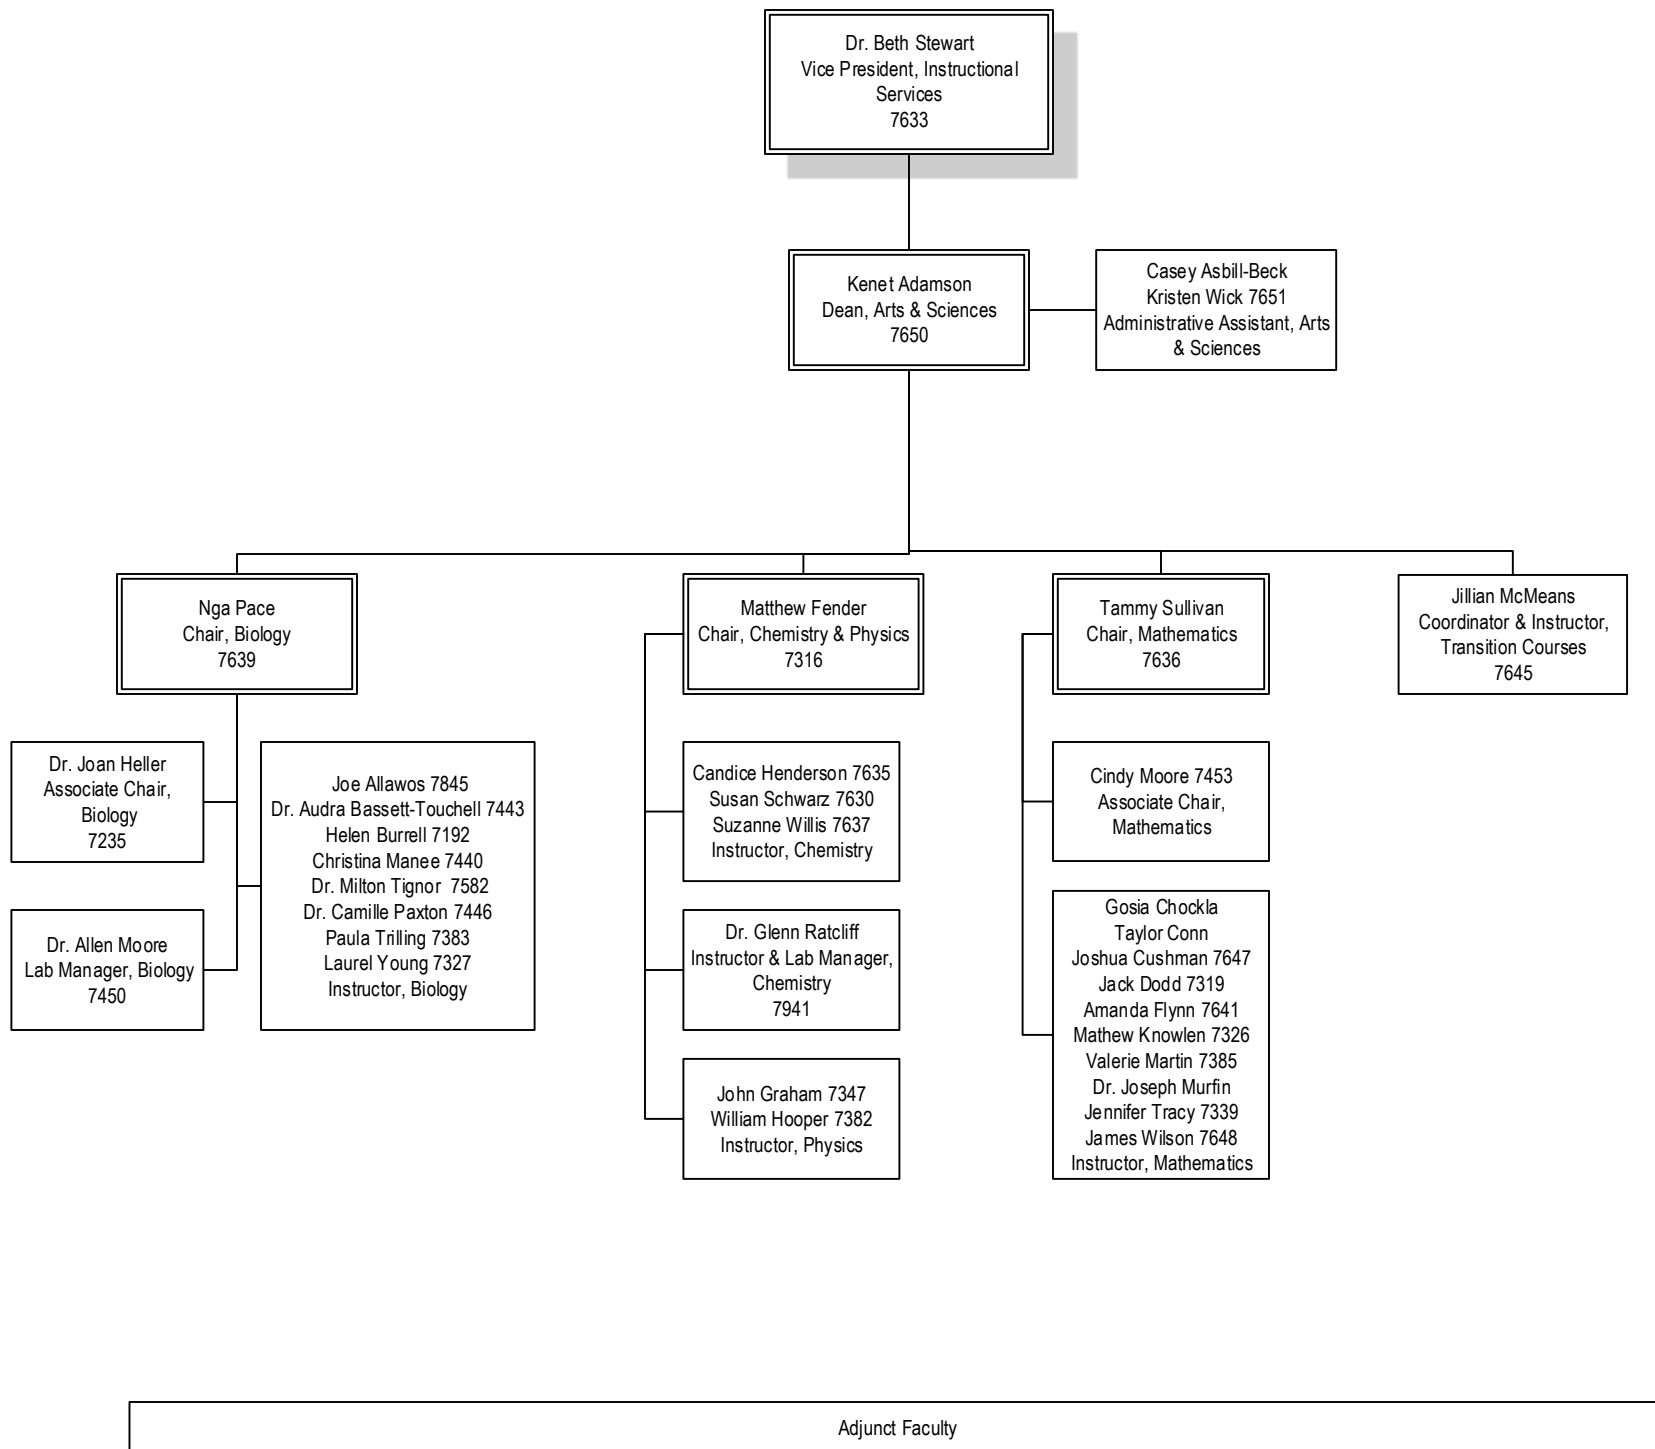 Dr. Beth Stewart
Vice President, Instructional
Services
7633
Kenet Adamson
Dean, Arts & Sciences
7650
Casey Asbill-Beck
Kristen Wick 7651
Administrative Assistant, Arts
& Sciences
Nga Pace
Chair, Biology
7639
Matthew Fender
Chair, Chemistry & Physics
7316
Tammy Sullivan
Chair, Mathematics
7636
Jillian McMeans
Coordinator & Instructor,
Transition Courses
7645
Dr. Joan Heller
Associate Chair,
Biology
7235
Dr. Allen Moore
Lab Manager, Biology
7450
Joe Allawos 7845
Dr. Audra Bassett-Touchell 7443
Helen Burrell 7192
Christina Manee 7440
Dr. Milton Tignor 7582
Dr. Camille Paxton 7446
Paula Trilling 7383
Laurel Young 7327
Instructor, Biology
Candice Henderson 7635
Susan Schwarz 7630
Suzanne Willis 7637
Instructor, Chemistry
Dr. Glenn Ratcliff
Instructor & Lab Manager,
Chemistry
7941
John Graham 7347
William Hooper 7382
Instructor, Physics
Cindy Moore 7453
Associate Chair,
Mathematics
Gosia Chockla
Taylor Conn
Joshua Cushman 7647
Jack Dodd 7319
Amanda Flynn 7641
Mathew Knowlen 7326
Valerie Martin 7385
Dr. Joseph Murfin
Jennifer Tracy 7339
James Wilson 7648
Instructor, Mathematics
Adjunct Faculty